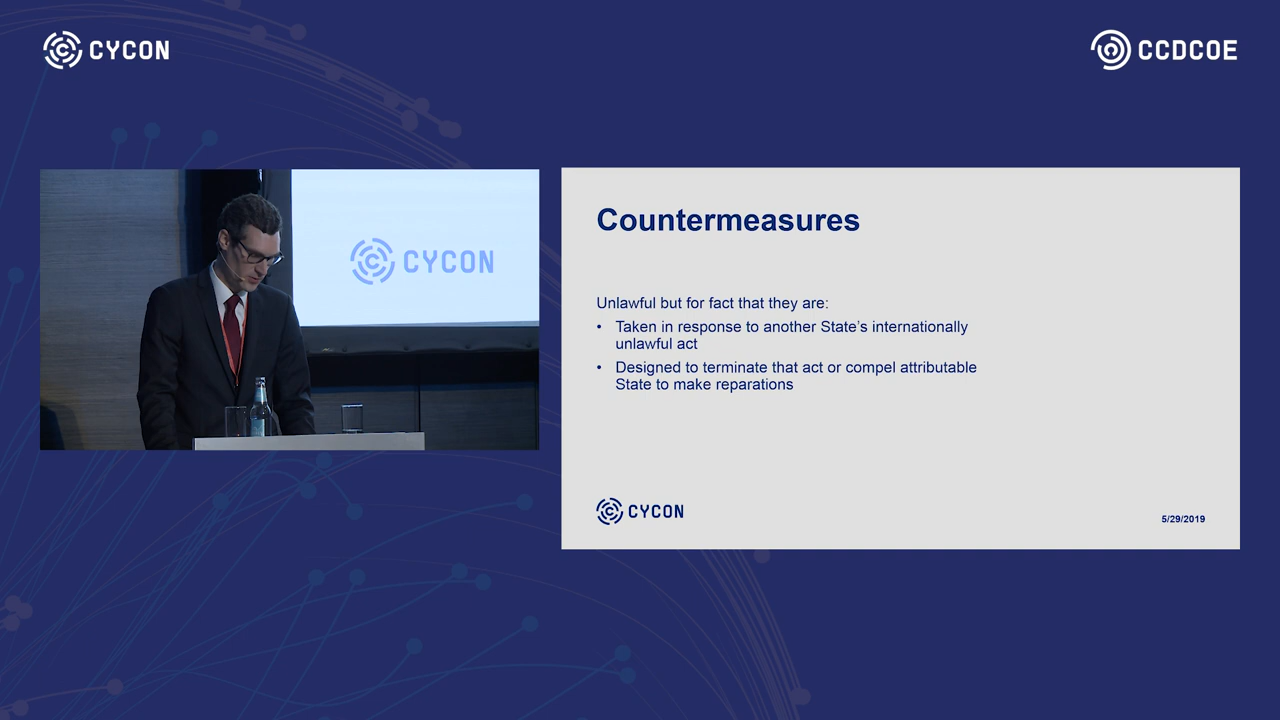 CYCON
CCDCOE
CYCON
Countermeasures
Unlawful but for fact that they are:
• Taken in response to another State's internationally
unlawful act
• Designed to terminate that act or compel attributable
State to make reparations
CYCON
5/29/2019